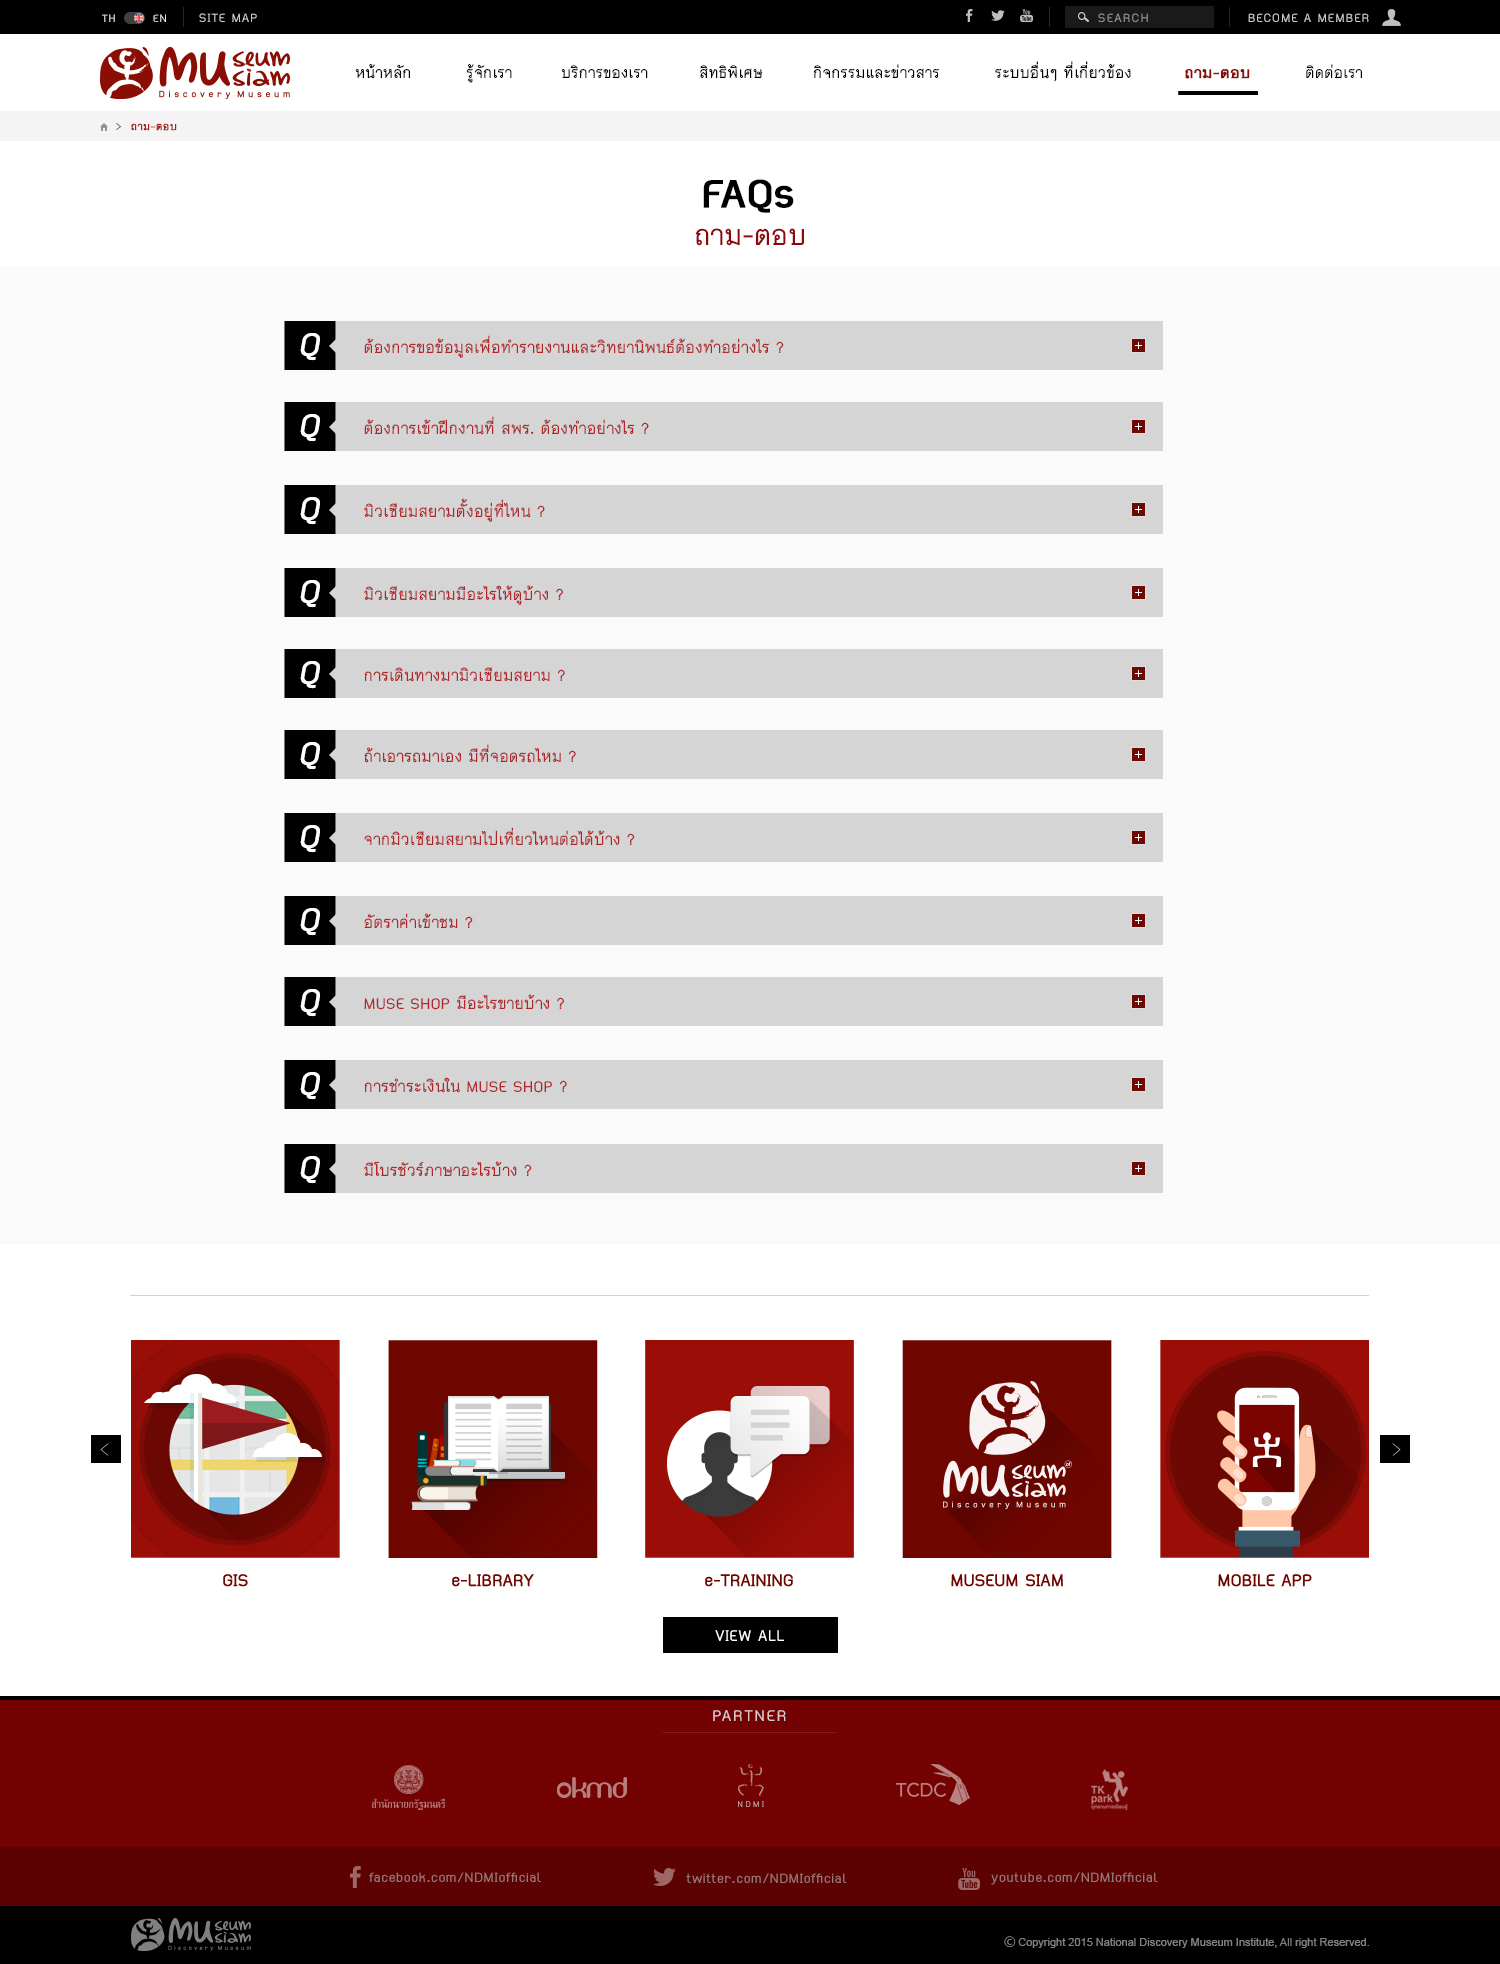 TH EN SITE MAP SEARCH BECOME A MEMBER
Museum Siam
Discovery Museum
หน้าหลัก รู้จักเรา บริการของเรา สิทธิพิเศษ กิจกรรมและข่าวสาร ระบบอื่นๆ ที่เกี่ยวข้อง ถาม-ตอบ ติดต่อเรา
> ถาม-ตอบ
FAQs
ถาม-ตอบ
Q ต้องการขอข้อมูลเพื่อทำรายงานและวิทยานิพนธ์ต้องทำอย่างไร ?
Q ต้องการเข้าฝึกงานที่ สพร. ต้องทำอย่างไร ?
Q มิวเซียมสยามตั้งอยู่ที่ไหน ?
Q มิวเซียมสยามมีอะไรให้ดูบ้าง ?
Q การเดินทางมามิวเซียมสยาม ?
Q ถ้าเอารถมาเอง มีที่จอดรถไหม ?
Q จากมิวเซียมสยามไปเที่ยวไหนต่อได้บ้าง ?
Q อัตราค่าเข้าชม ?
Q MUSE SHOP มีอะไรขายบ้าง ?
Q การชำระเงินใน MUSE SHOP ?
Q มีโบรชัวร์ภาษาอะไรบ้าง ?
Museum Siam
Discovery Museum
GIS e-LIBRARY e-TRAINING MUSEUM SIAM MOBILE APP
VIEW ALL
PARTNER
สำนักนายกรัฐมนตรี okmd NDMI TCDC TK park
facebook.com/NDMIofficial twitter.com/NDMIofficial You Tube youtube.com/NDMIofficial
Museum Siam
Discovery Museum
© Copyright 2015 National Discovery Museum Institute, All right Reserved.